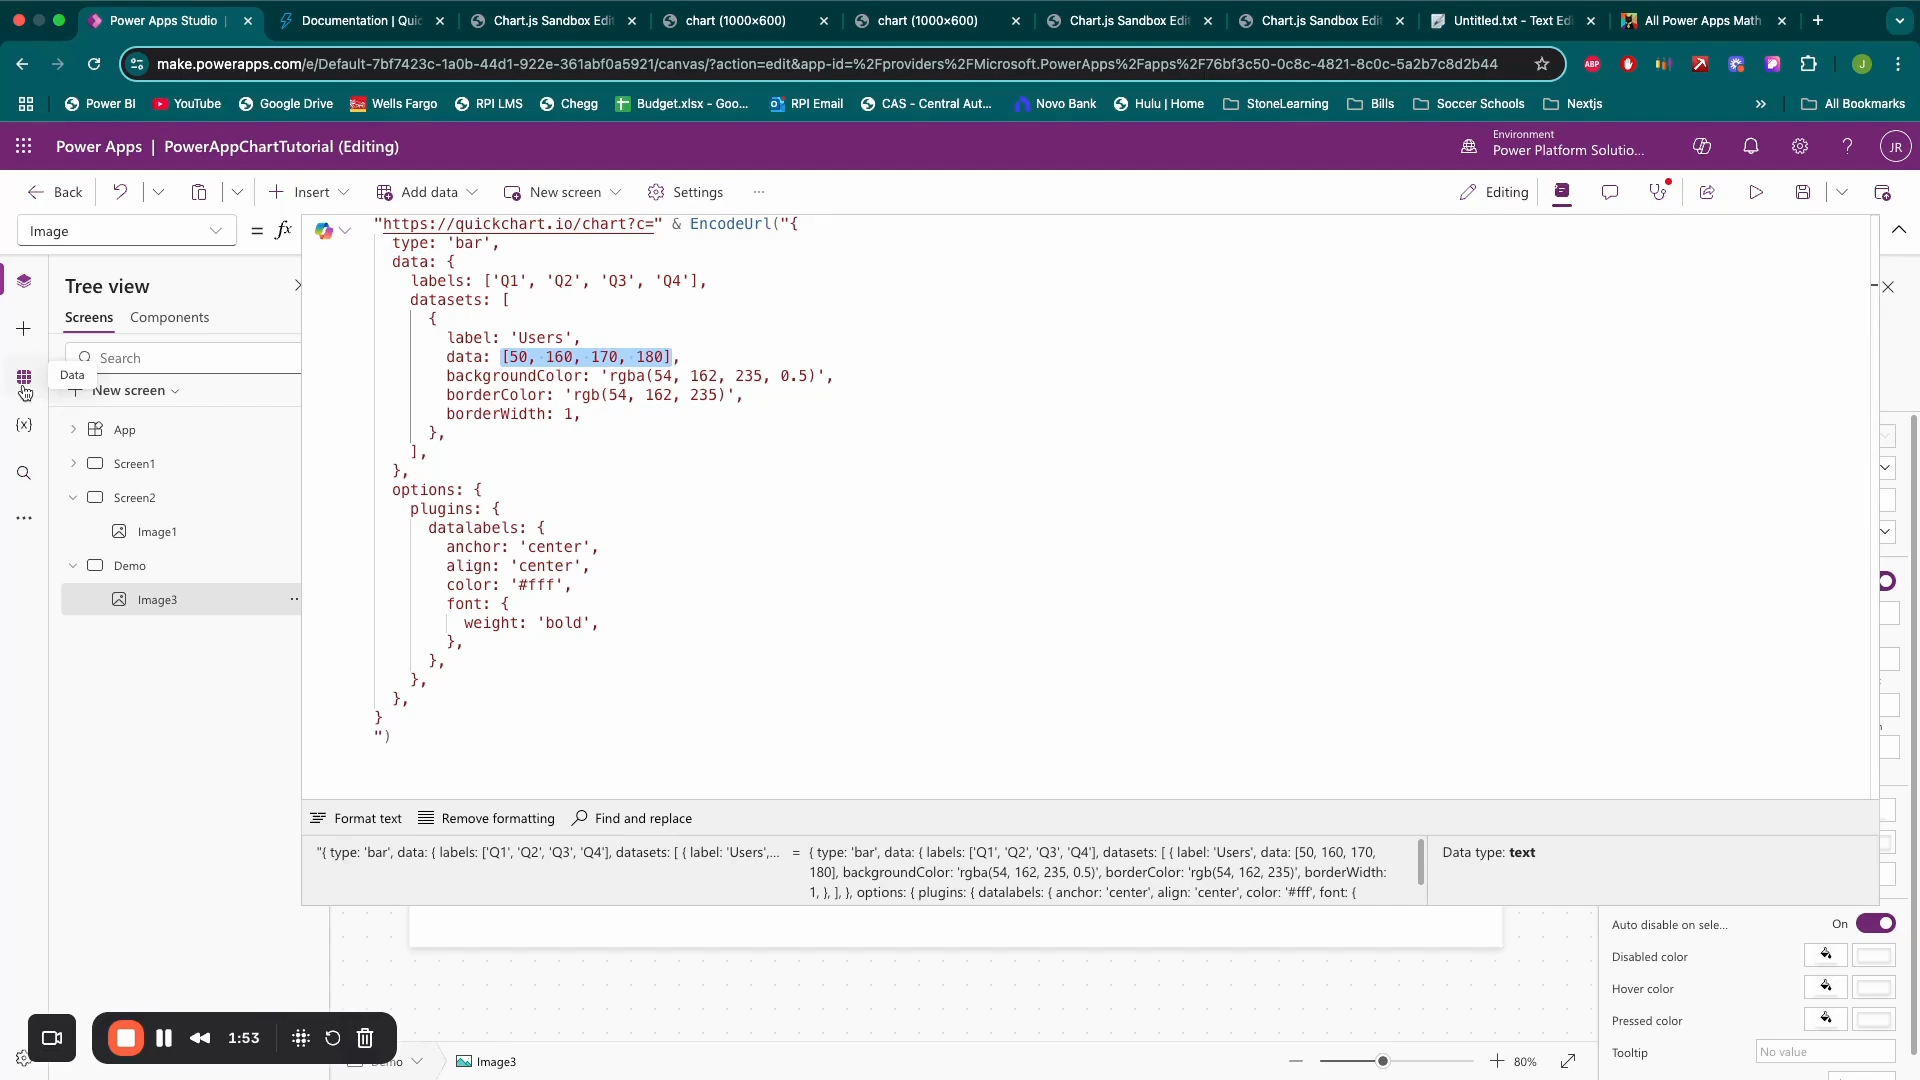 Power Apps Studio
Documentation | Quic
Chart.js Sandbox Edit
chart (1000×600)
chart (1000×600)
Chart.js Sandbox Edit
Chart.js Sandbox Edit
Untitled.txt - Text Edi
All Power Apps Math
make.powerapps.com/e/Default-7bf7423c-1a0b-44d1-922e-361abf0a5921/canvas/?action=edit&app-id=%2Fproviders%2FMicrosoft.PowerApps%2Fapps%2F76bf3c50-0c8c-4821-8c0c-5a2b7c8d2b44
ABP
J
Power BI
YouTube
Google Drive
Wells Fargo
RPI LMS
Chegg
Budget.xlsx - Goo...
RPI Email
CAS - Central Aut...
Novo Bank
Hulu | Home
StoneLearning
Bills
Soccer Schools
Nextjs
»
All Bookmarks
Power Apps | PowerAppChartTutorial (Editing)
Environment
Power Platform Solutio...
JR
Back
Insert
Add data
New screen
Settings
...
Editing
Image
= fx
Tree view
Screens
Components
Search
Data
New screen
App
Screen1
Screen2
Image1
Demo
Image3
"https://quickchart.io/chart?c=" & EncodeUrl("{
type: 'bar',
data: {
labels: ['Q1', 'Q2', 'Q3', 'Q4'],
datasets: [
{
label: 'Users',
data: [50, 160, 170, 180],
backgroundColor: 'rgba(54, 162, 235, 0.5)',
borderColor: 'rgb(54, 162, 235)',
borderWidth: 1,
},
],
},
options: {
plugins: {
datalabels: {
anchor: 'center',
align: 'center',
color: '#fff',
font: {
weight: 'bold',
},
},
},
},
}
")
Format text
Remove formatting
Find and replace
"{ type: 'bar', data: { labels: ['Q1', 'Q2', 'Q3', 'Q4'], datasets: [ { label: 'Users',...
=
{ type: 'bar', data: { labels: ['Q1', 'Q2', 'Q3', 'Q4'], datasets: [ { label: 'Users', data: [50, 160, 170,
180], backgroundColor: 'rgba(54, 162, 235, 0.5)', borderColor: 'rgb(54, 162, 235)', borderWidth:
1, }, ], }, options: { plugins: { datalabels: { anchor: 'center', align: 'center', color: '#fff', font: {
Data type: text
Auto disable on sele...
On
Disabled color
Hover color
Pressed color
Tooltip
No value
1:53
Image3
80%